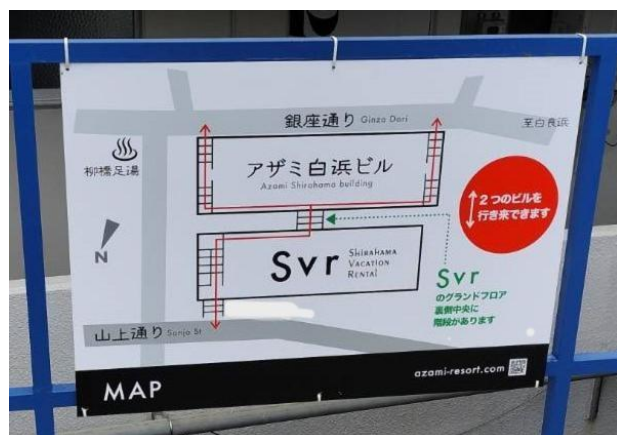 銀座通り Ginza Dori
至白良浜
柳橋足湯
アザミ白浜ビル
Azami Shirahama building
2つのビルを
行き来できます
N
Svr
SHIRAHAMA
VACATION
RENTAL
Svr
のグランドフロア
裏側中央に
階段があります
山上通り Sanjo St
MAP
azami-resort.com